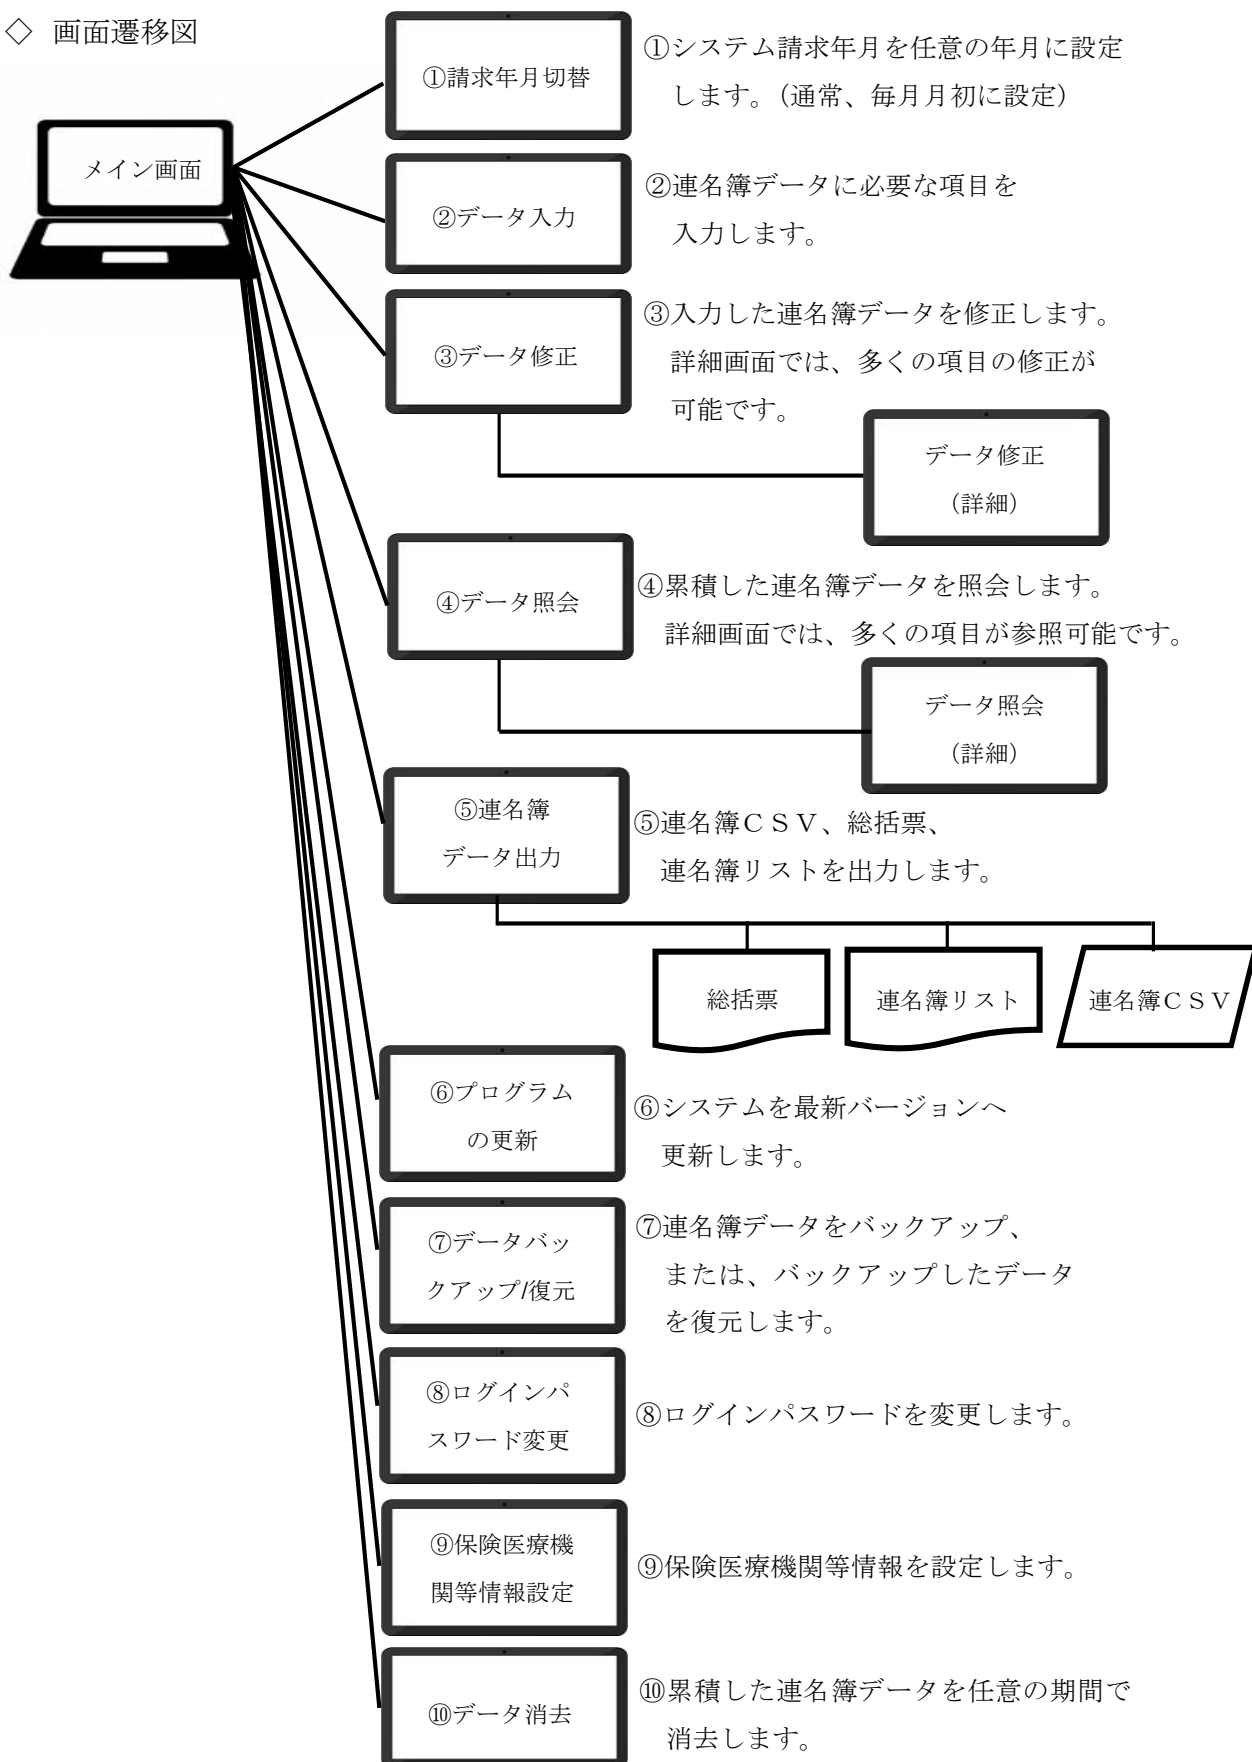 ◇ 画面遷移図
メイン画面
①請求年月切替
①システム請求年月を任意の年月に設定
します。（通常、毎月月初に設定）
②データ入力
②連名簿データに必要な項目を
入力します。
③データ修正
③入力した連名簿データを修正します。
詳細画面では、多くの項目の修正が
可能です。
データ修正
（詳細）
④データ照会
④累積した連名簿データを照会します。
詳細画面では、多くの項目が参照可能です。
データ照会
（詳細）
⑤連名簿
データ出力
⑤連名簿ＣＳＶ、総括票、
連名簿リストを出力します。
総括票
連名簿リスト
連名簿ＣＳＶ
⑥プログラム
の更新
⑥システムを最新バージョンへ
更新します。
⑦データバッ
クアップ/復元
⑦連名簿データをバックアップ、
または、バックアップしたデータ
を復元します。
⑧ログインパ
スワード変更
⑧ログインパスワードを変更します。
⑨保険医療機
関等情報設定
⑨保険医療機関等情報を設定します。
⑩データ消去
⑩累積した連名簿データを任意の期間で
消去します。